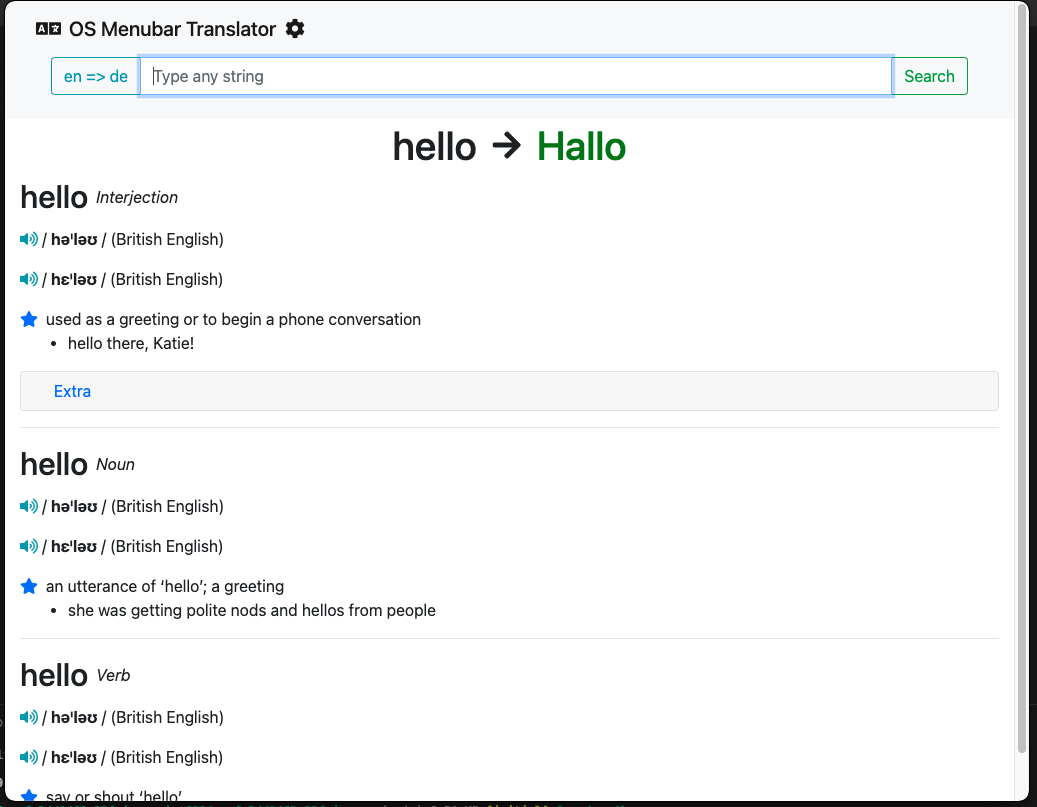 OS Menubar Translator
en => de Type any string Search
hello → Hallo
hello Interjection
/ həˈləʊ / (British English)
/ hɛˈləʊ / (British English)
used as a greeting or to begin a phone conversation
• hello there, Katie!
Extra
hello Noun
/ həˈləʊ / (British English)
/ hɛˈləʊ / (British English)
an utterance of ‘hello’; a greeting
• she was getting polite nods and hellos from people
hello Verb
/ həˈləʊ / (British English)
/ hɛˈləʊ / (British English)
say or shout ‘hello’